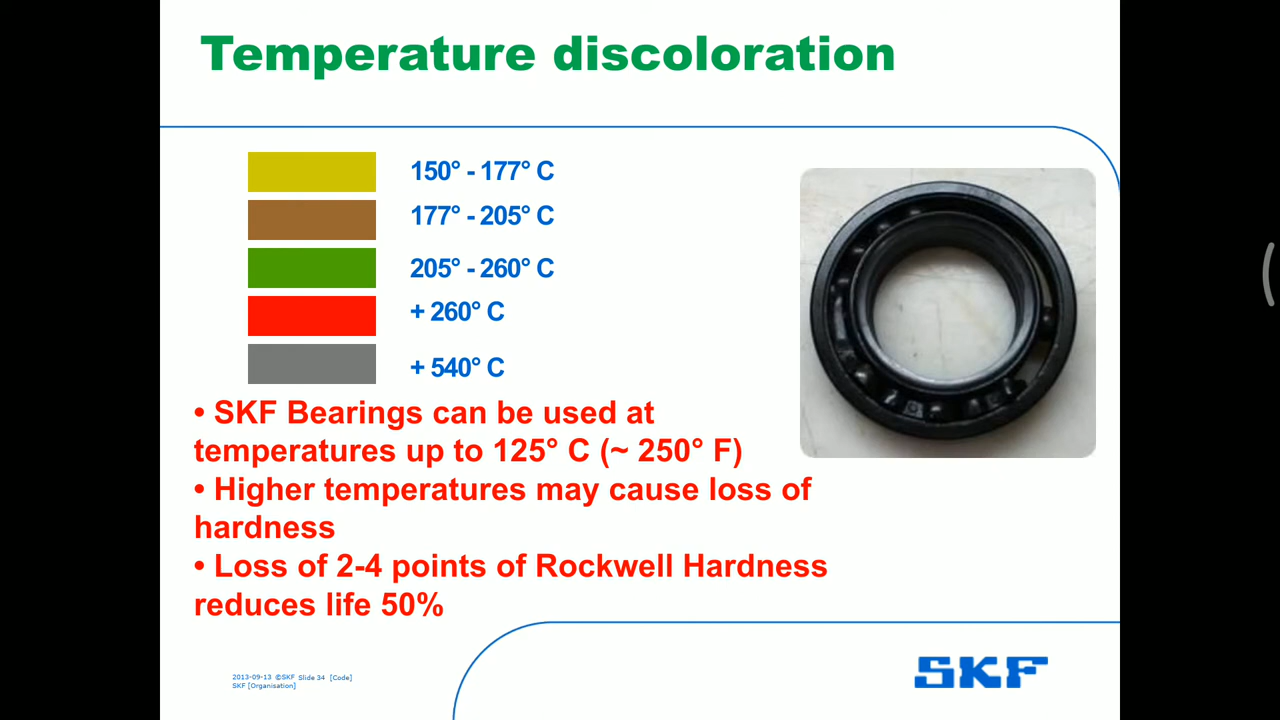 Temperature discoloration
150° - 177° C
177° - 205° C
205° - 260° C
+ 260° C
+ 540° C
• SKF Bearings can be used at
temperatures up to 125° C (~ 250° F)
• Higher temperatures may cause loss of
hardness
• Loss of 2-4 points of Rockwell Hardness
reduces life 50%
2013-09-13 ©SKF Slide 34 [Code]
SKF [Organisation]
SKF